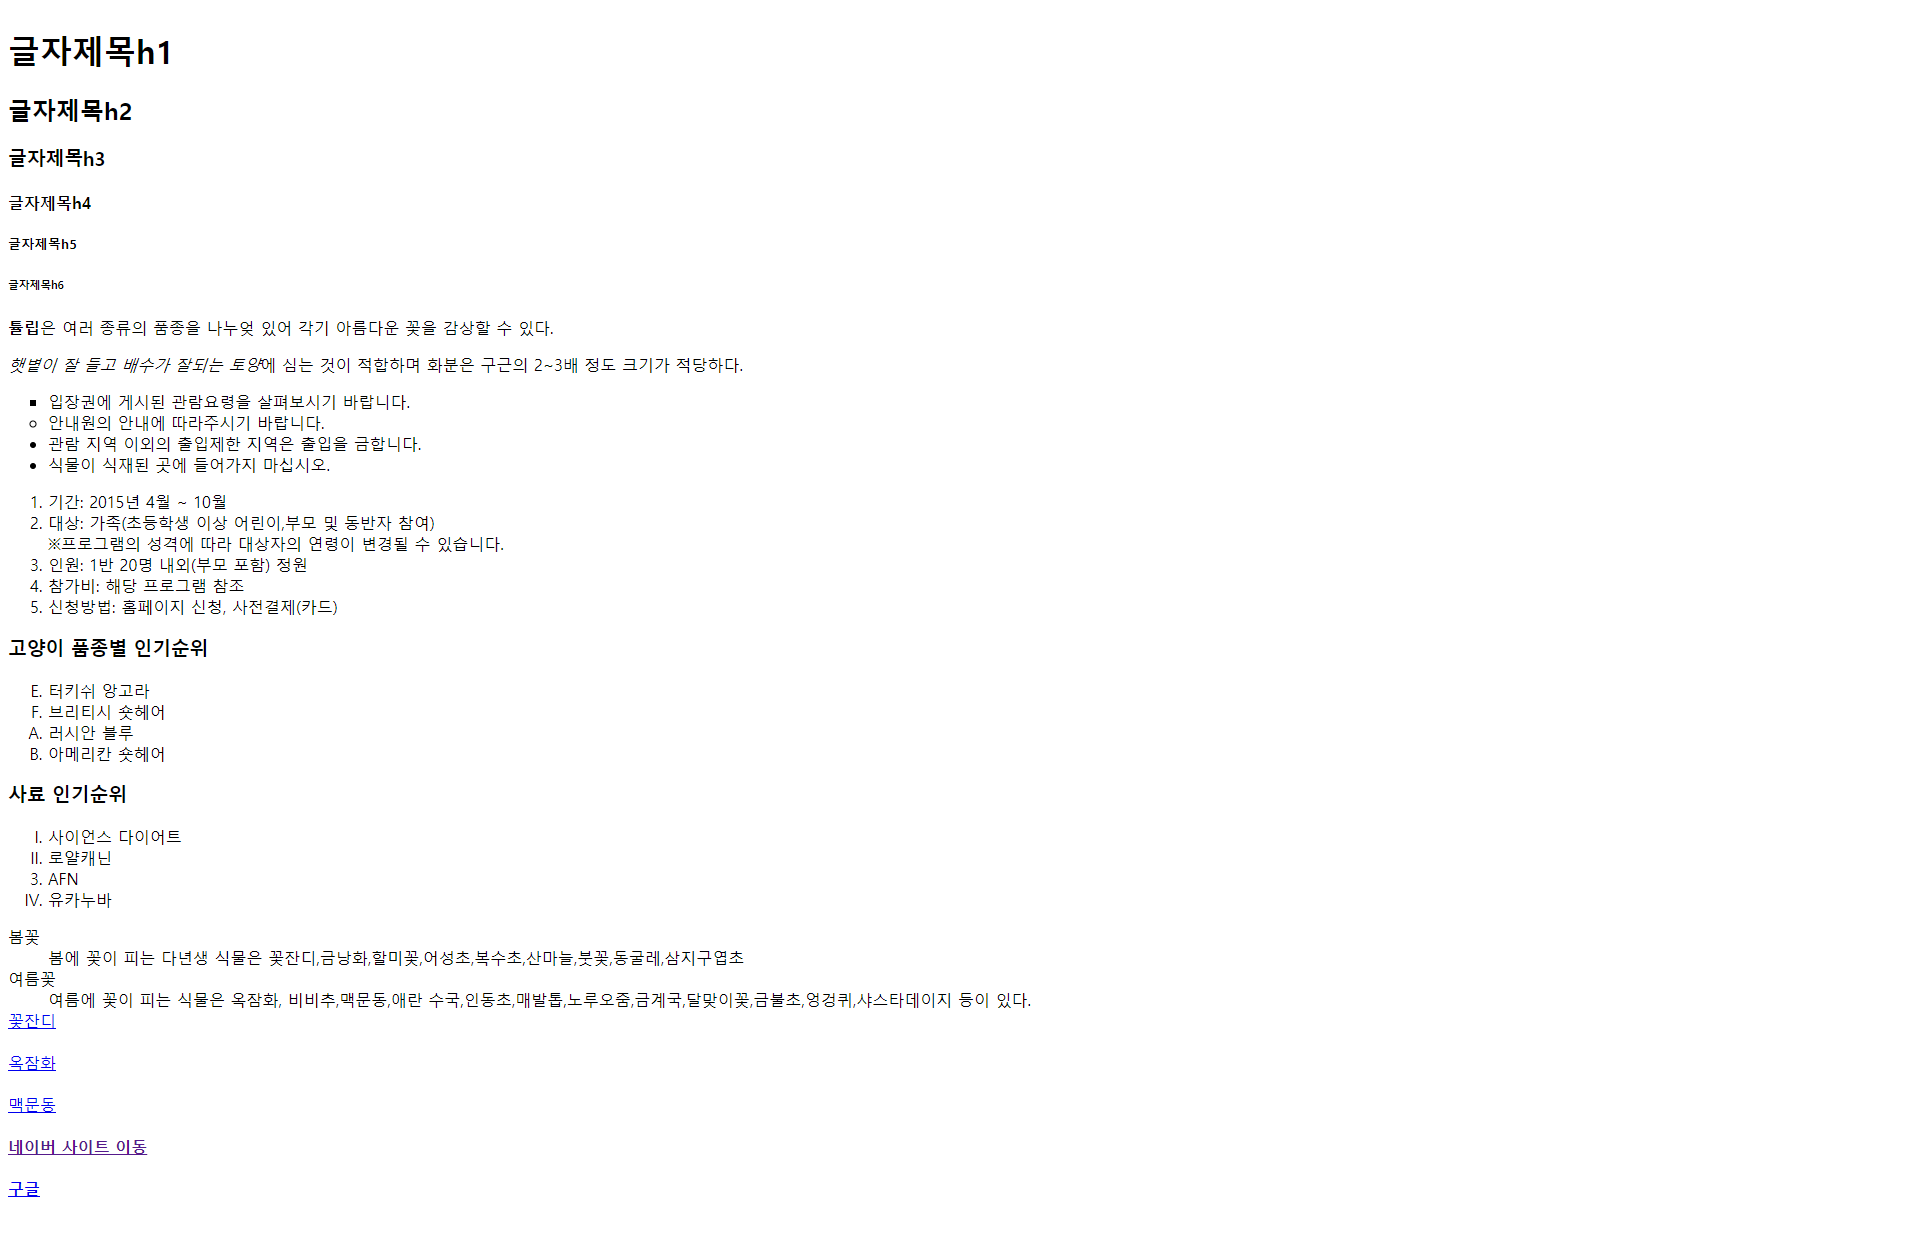 글자제목h1
글자제목h2
글자제목h3
글자제목h4
글자제목h5
글자제목h6
튤립은 여러 종류의 품종을 나누엊 있어 각기 아름다운 꽃을 감상할 수 있다.
햇볕이 잘 들고 배수가 잘되는 토양에 심는 것이 적합하며 화분은 구근의 2~3배 정도 크기가 적당하다.
▪ 입장권에 게시된 관람요령을 살펴보시기 바랍니다.
◦ 안내원의 안내에 따라주시기 바랍니다.
• 관람 지역 이외의 출입제한 지역은 출입을 금합니다.
• 식물이 식재된 곳에 들어가지 마십시오.
1. 기간: 2015년 4월 ~ 10월
2. 대상: 가족(초등학생 이상 어린이,부모 및 동반자 참여)
※프로그램의 성격에 따라 대상자의 연령이 변경될 수 있습니다.
3. 인원: 1반 20명 내외(부모 포함) 정원
4. 참가비: 해당 프로그램 참조
5. 신청방법: 홈페이지 신청, 사전결제(카드)
고양이 품종별 인기순위
E. 터키쉬 앙고라
F. 브리티시 숏헤어
A. 러시안 블루
B. 아메리칸 숏헤어
사료 인기순위
I. 사이언스 다이어트
II. 로얄캐닌
3. AFN
IV. 유카누바
봄꽃
봄에 꽃이 피는 다년생 식물은 꽃잔디,금낭화,할미꽃,어성초,복수초,산마늘,붓꽃,동굴레,삼지구엽초
여름꽃
여름에 꽃이 피는 식물은 옥잠화, 비비추,맥문동,애란 수국,인동초,매발톱,노루오줌,금계국,달맞이꽃,금불초,엉겅퀴,샤스타데이지 등이 있다.
꽃잔디
옥잠화
맥문동
네이버 사이트 이동
구글